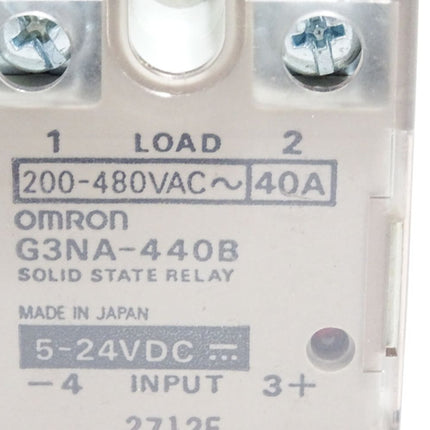 1 LOAD 2
200-480VAC∼ 40A
OMRON
G3NA-440B
SOLID STATE RELAY
MADE IN JAPAN
5-24VDC ⎓
−4 INPUT 3+